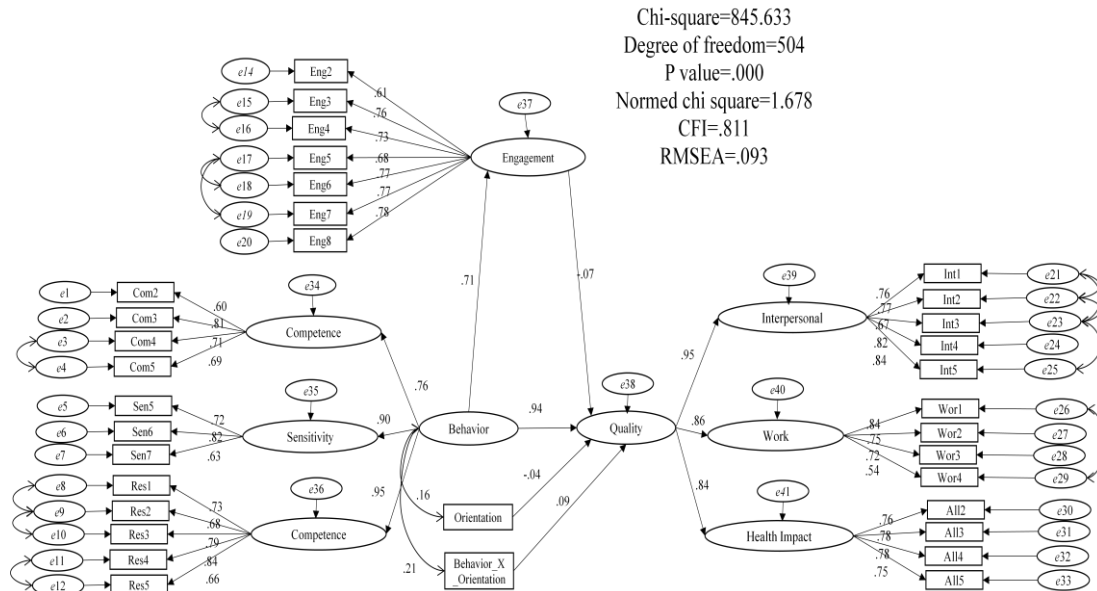 Chi-square=845.633
Degree of freedom=504
P value=.000
Normed chi square=1.678
CFI=.811
RMSEA=.093
e14
Eng2
e15
Eng3
e16
Eng4
e17
Eng5
e18
Eng6
e19
Eng7
e20
Eng8
.61
.76
.73
.68
.77
.77
.78
e37
Engagement
.71
-.07
e1
Com2
e2
Com3
e3
Com4
e4
Com5
.60
.81
.71
.69
e34
Competence
.76
e5
Sen5
e6
Sen6
e7
Sen7
.72
.82
.63
e35
Sensitivity
.90
e8
Res1
e9
Res2
e10
Res3
e11
Res4
e12
Res5
.73
.68
.79
.84
.66
e36
Competence
.95
Behavior
.94
e38
Quality
.16
Orientation
-.04
.21
Behavior_X
_Orientation
.09
.95
e39
Interpersonal
.76
.77
.67
.82
.84
Int1
e21
Int2
e22
Int3
e23
Int4
e24
Int5
e25
.86
e40
Work
.84
.75
.72
.54
Wor1
e26
Wor2
e27
Wor3
e28
Wor4
e29
.84
e41
Health Impact
.76
.78
.78
.75
All2
e30
All3
e31
All4
e32
All5
e33